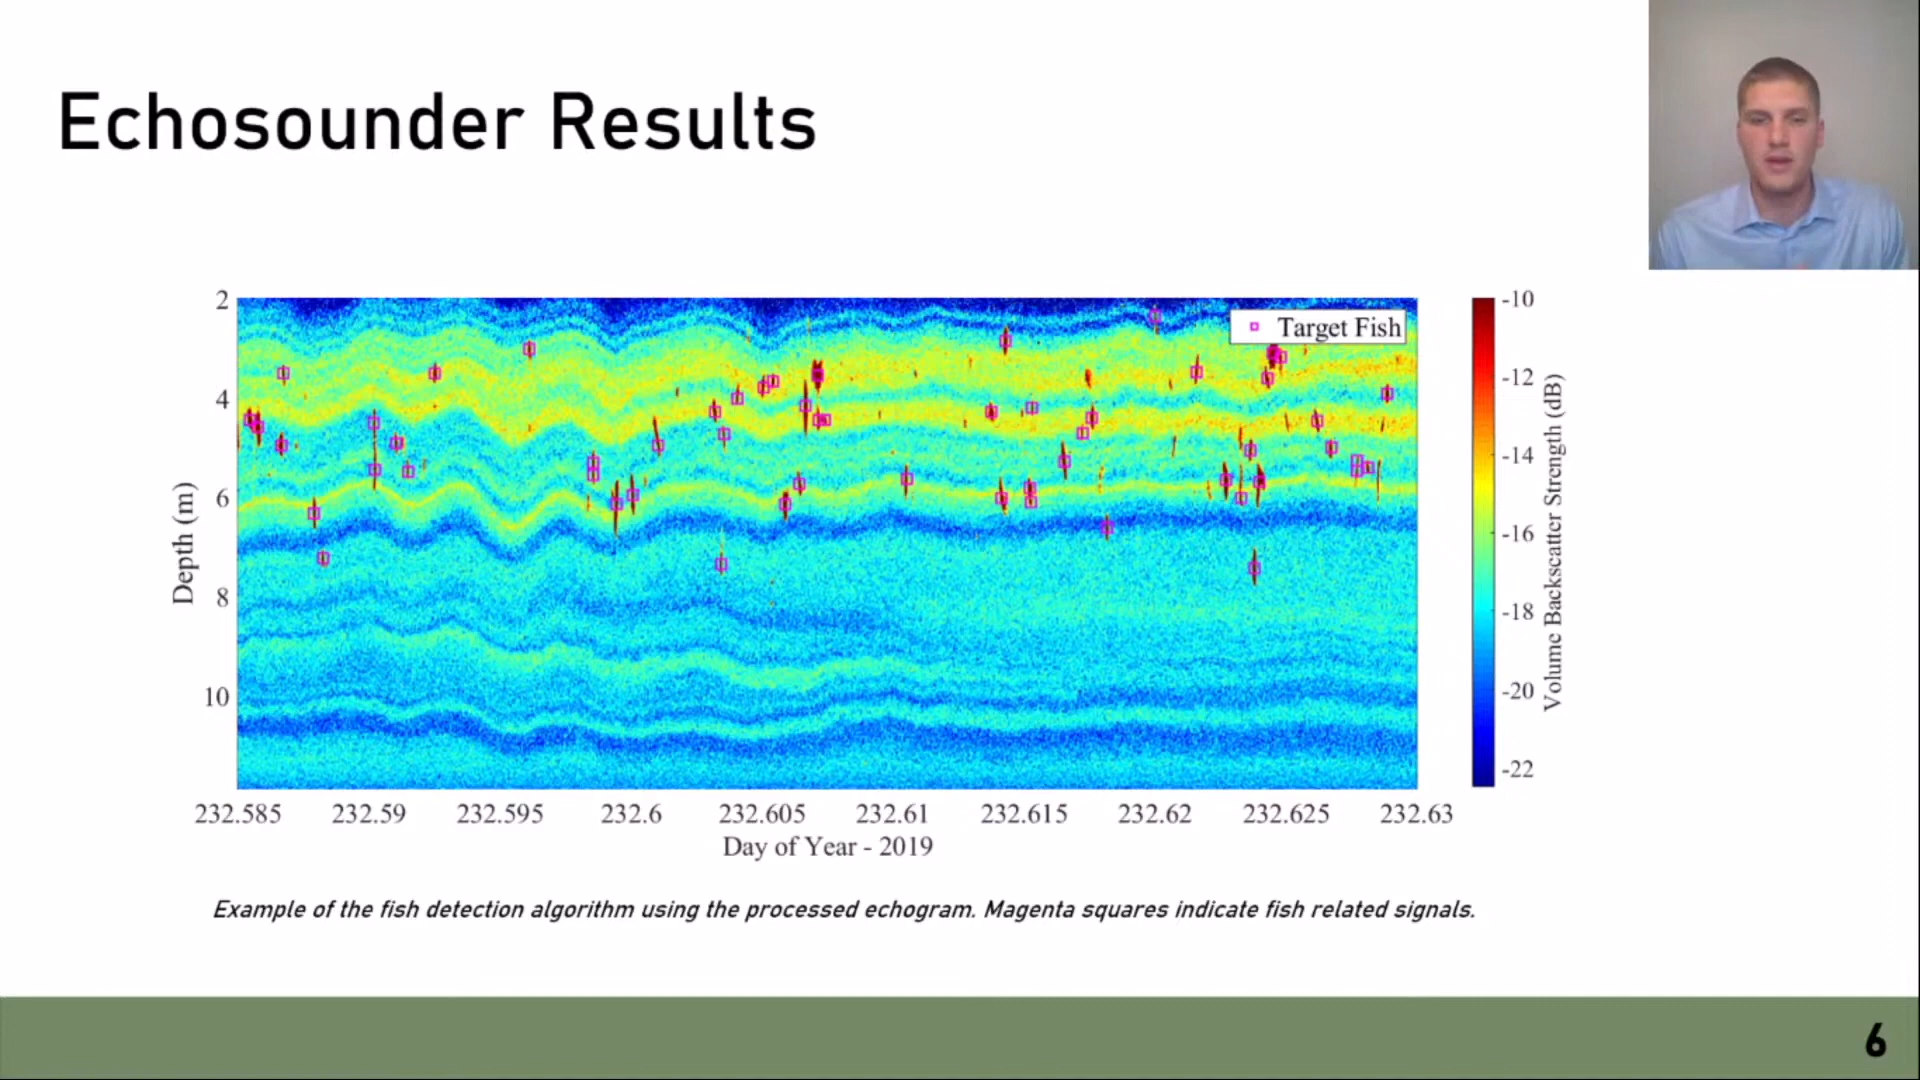 Echosounder Results
Target Fish
2
4
6
8
10
Depth (m)
232.585 232.59 232.595 232.6 232.605 232.61 232.615 232.62 232.625 232.63
Day of Year - 2019
-10
-12
-14
-16
-18
-20
-22
Volume Backscatter Strength (dB)
Example of the fish detection algorithm using the processed echogram. Magenta squares indicate fish related signals.
6